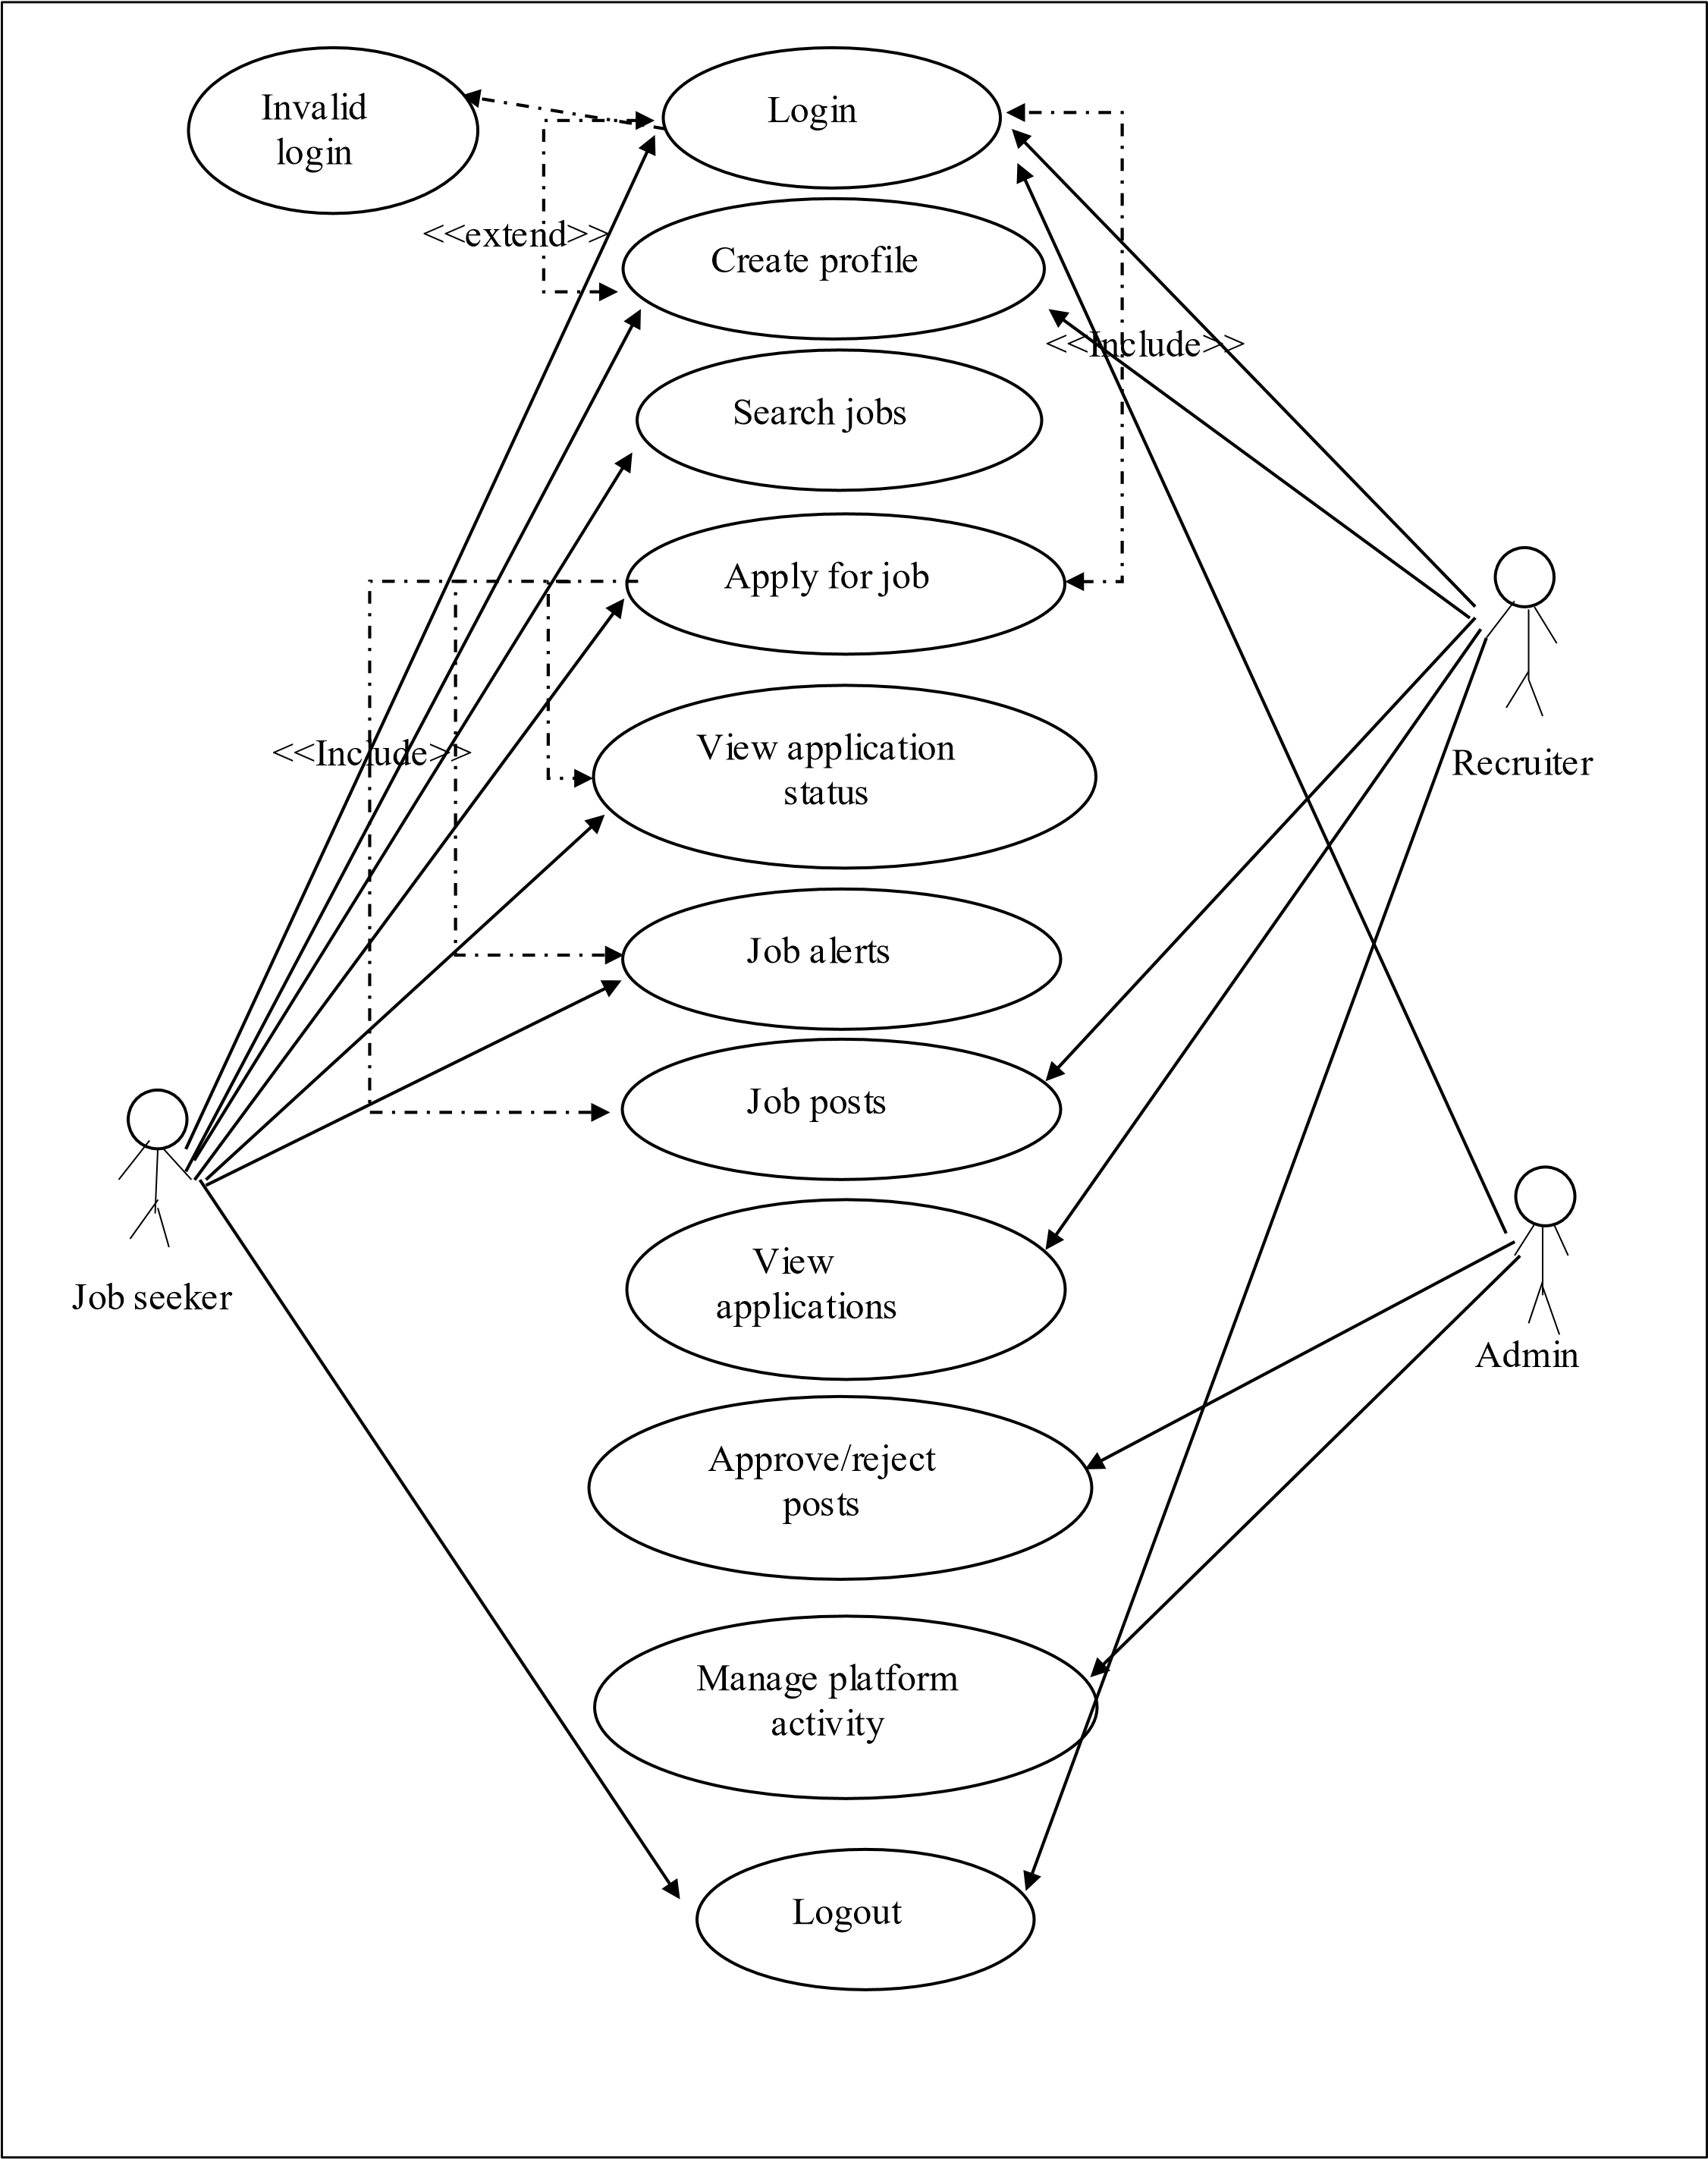 Invalid
login
Login
<<extend>>
Create profile
<<Include>>
Search jobs
Apply for job
View application
status
<<Include>>
Recruiter
Job alerts
Job posts
View
applications
Job seeker
Admin
Approve/reject
posts
Manage platform
activity
Logout